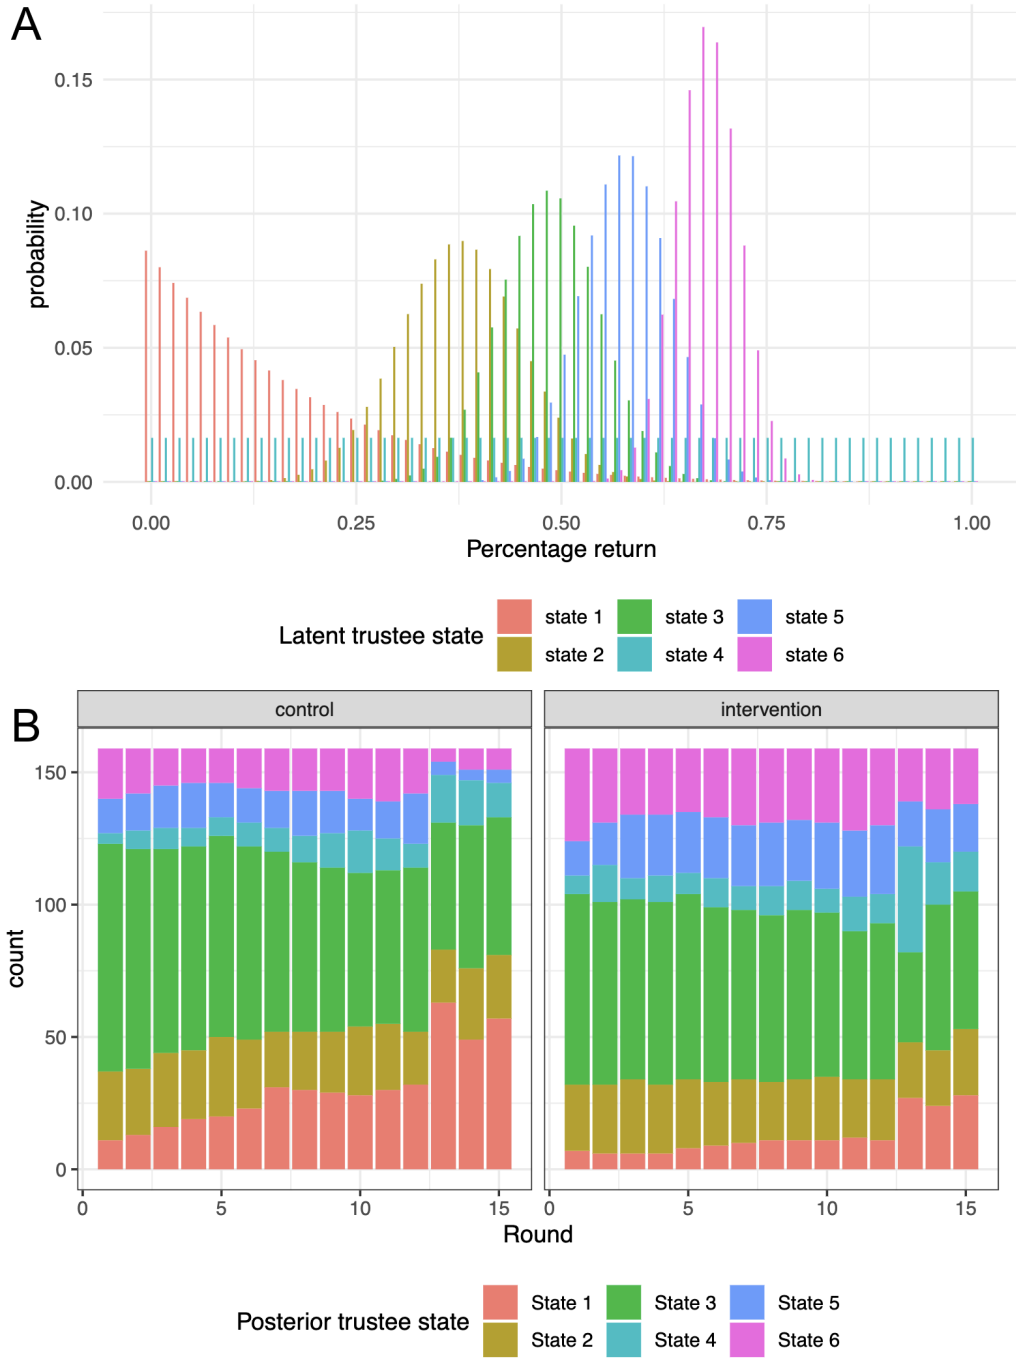 A
0.15
0.10
0.05
0.00
probability
0.00 0.25 0.50 0.75 1.00
Percentage return
Latent trustee state
state 1 state 3 state 5
state 2 state 4 state 6
B
control intervention
150
100
50
0
count
0 5 10 15 0 5 10 15
Round
Posterior trustee state
State 1 State 3 State 5
State 2 State 4 State 6